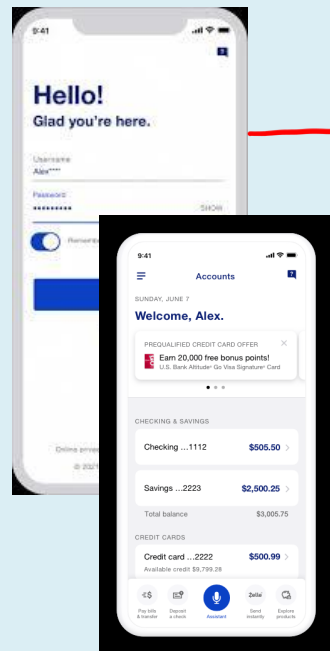 9:41
Hello!
Glad you're here.
Username
Alex****
Password
SHOW
Online
© 2021
9:41
Accounts
SUNDAY, JUNE 7
Welcome, Alex.
PREQUALIFIED CREDIT CARD OFFER
Earn 20,000 free bonus points!
U.S. Bank Altitude® Go Visa Signature® Card
CHECKING & SAVINGS
Checking ...1112 $505.50
Savings ...2223 $2,500.25
Total balance $3,005.75
CREDIT CARDS
Credit card ...2222 $500.99
Available credit $9,799.28
Zelle®
Pay bills & transfer
Deposit a check
Assistant
Send instantly
Explore products